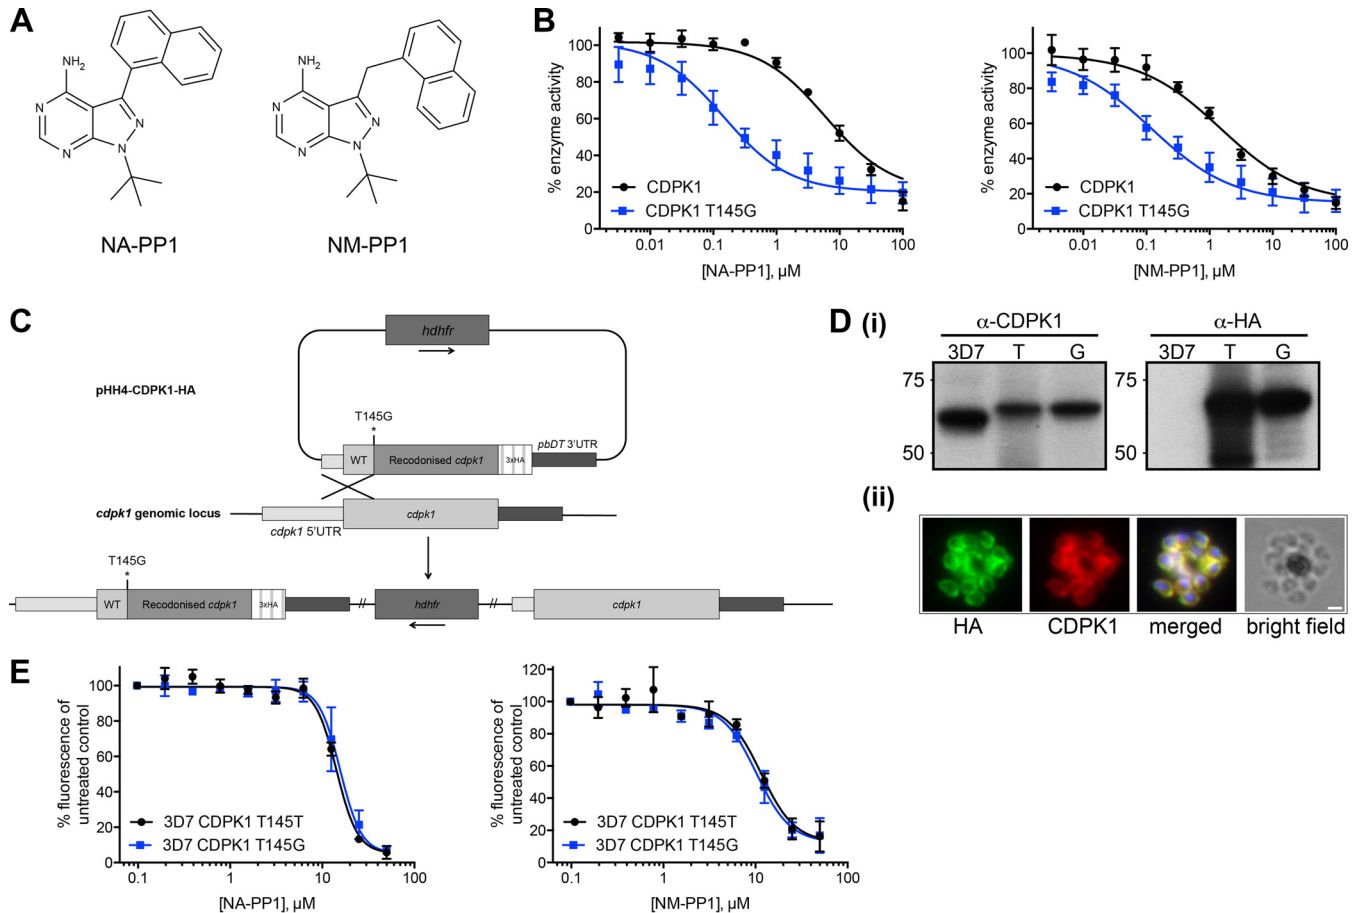 A
NH₂
N
N
N
N
NA-PP1
NH₂
N
N
N
N
NM-PP1
B
% enzyme activity
100
80
60
40
20
0
CDPK1
CDPK1 T145G
0.01 0.1 1 10 100
[NA-PP1], µM
% enzyme activity
100
80
60
40
20
0
CDPK1
CDPK1 T145G
0.01 0.1 1 10 100
[NM-PP1], µM
C
hdhfr
pHH4-CDPK1-HA
T145G
*
WT Recodonised cdpk1 3xHA pbDT 3'UTR
cdpk1 genomic locus
cdpk1
cdpk1 5'UTR
T145G
*
WT Recodonised cdpk1 3xHA // hdhfr // cdpk1
D (i)
α-CDPK1 α-HA
3D7 T G 3D7 T G
75 75
50 50
(ii)
HA CDPK1 merged bright field
E
% fluorescence of
untreated control
100
80
60
40
20
0
3D7 CDPK1 T145T
3D7 CDPK1 T145G
0.1 1 10 100
[NA-PP1], µM
% fluorescence of
untreated control
120
100
80
60
40
20
0
3D7 CDPK1 T145T
3D7 CDPK1 T145G
0.1 1 10 100
[NM-PP1], µM